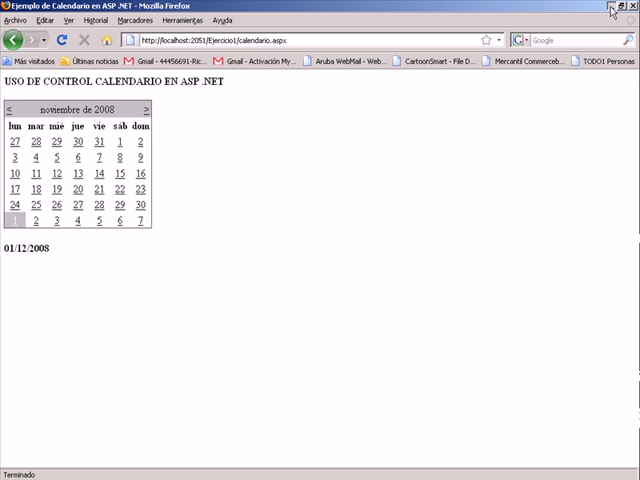 Ejemplo de Calendario en ASP .NET - Mozilla Firefox
Archivo Editar Ver Historial Marcadores Herramientas Ayuda
http://localhost:2051/Ejercicio1/calendario.aspx Google
Más visitados Últimas noticias Gmail - 44456691-Ric... Gmail - Activación My... Aruba WebMail - Web... CartoonSmart - File D... Mercantil Commerceb... TODO1 Personas
USO DE CONTROL CALENDARIO EN ASP .NET
< noviembre de 2008 >
lun mar mié jue vie sáb dom
27 28 29 30 31 1 2
3 4 5 6 7 8 9
10 11 12 13 14 15 16
17 18 19 20 21 22 23
24 25 26 27 28 29 30
1 2 3 4 5 6 7
01/12/2008
Terminado